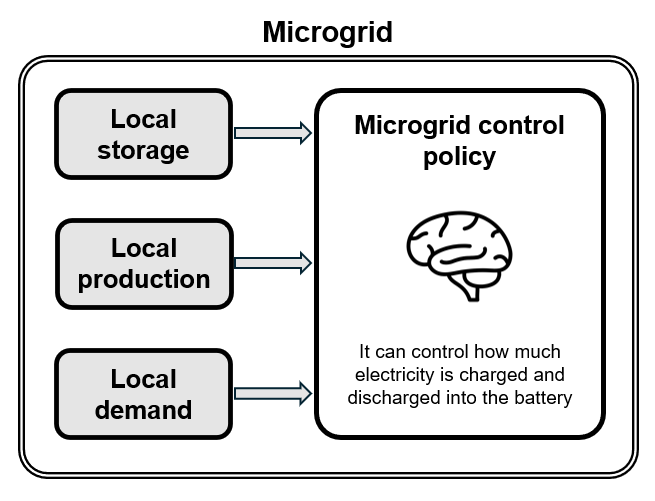 Microgrid
Local
storage
Local
production
Local
demand
Microgrid control
policy
It can control how much
electricity is charged and
discharged into the battery